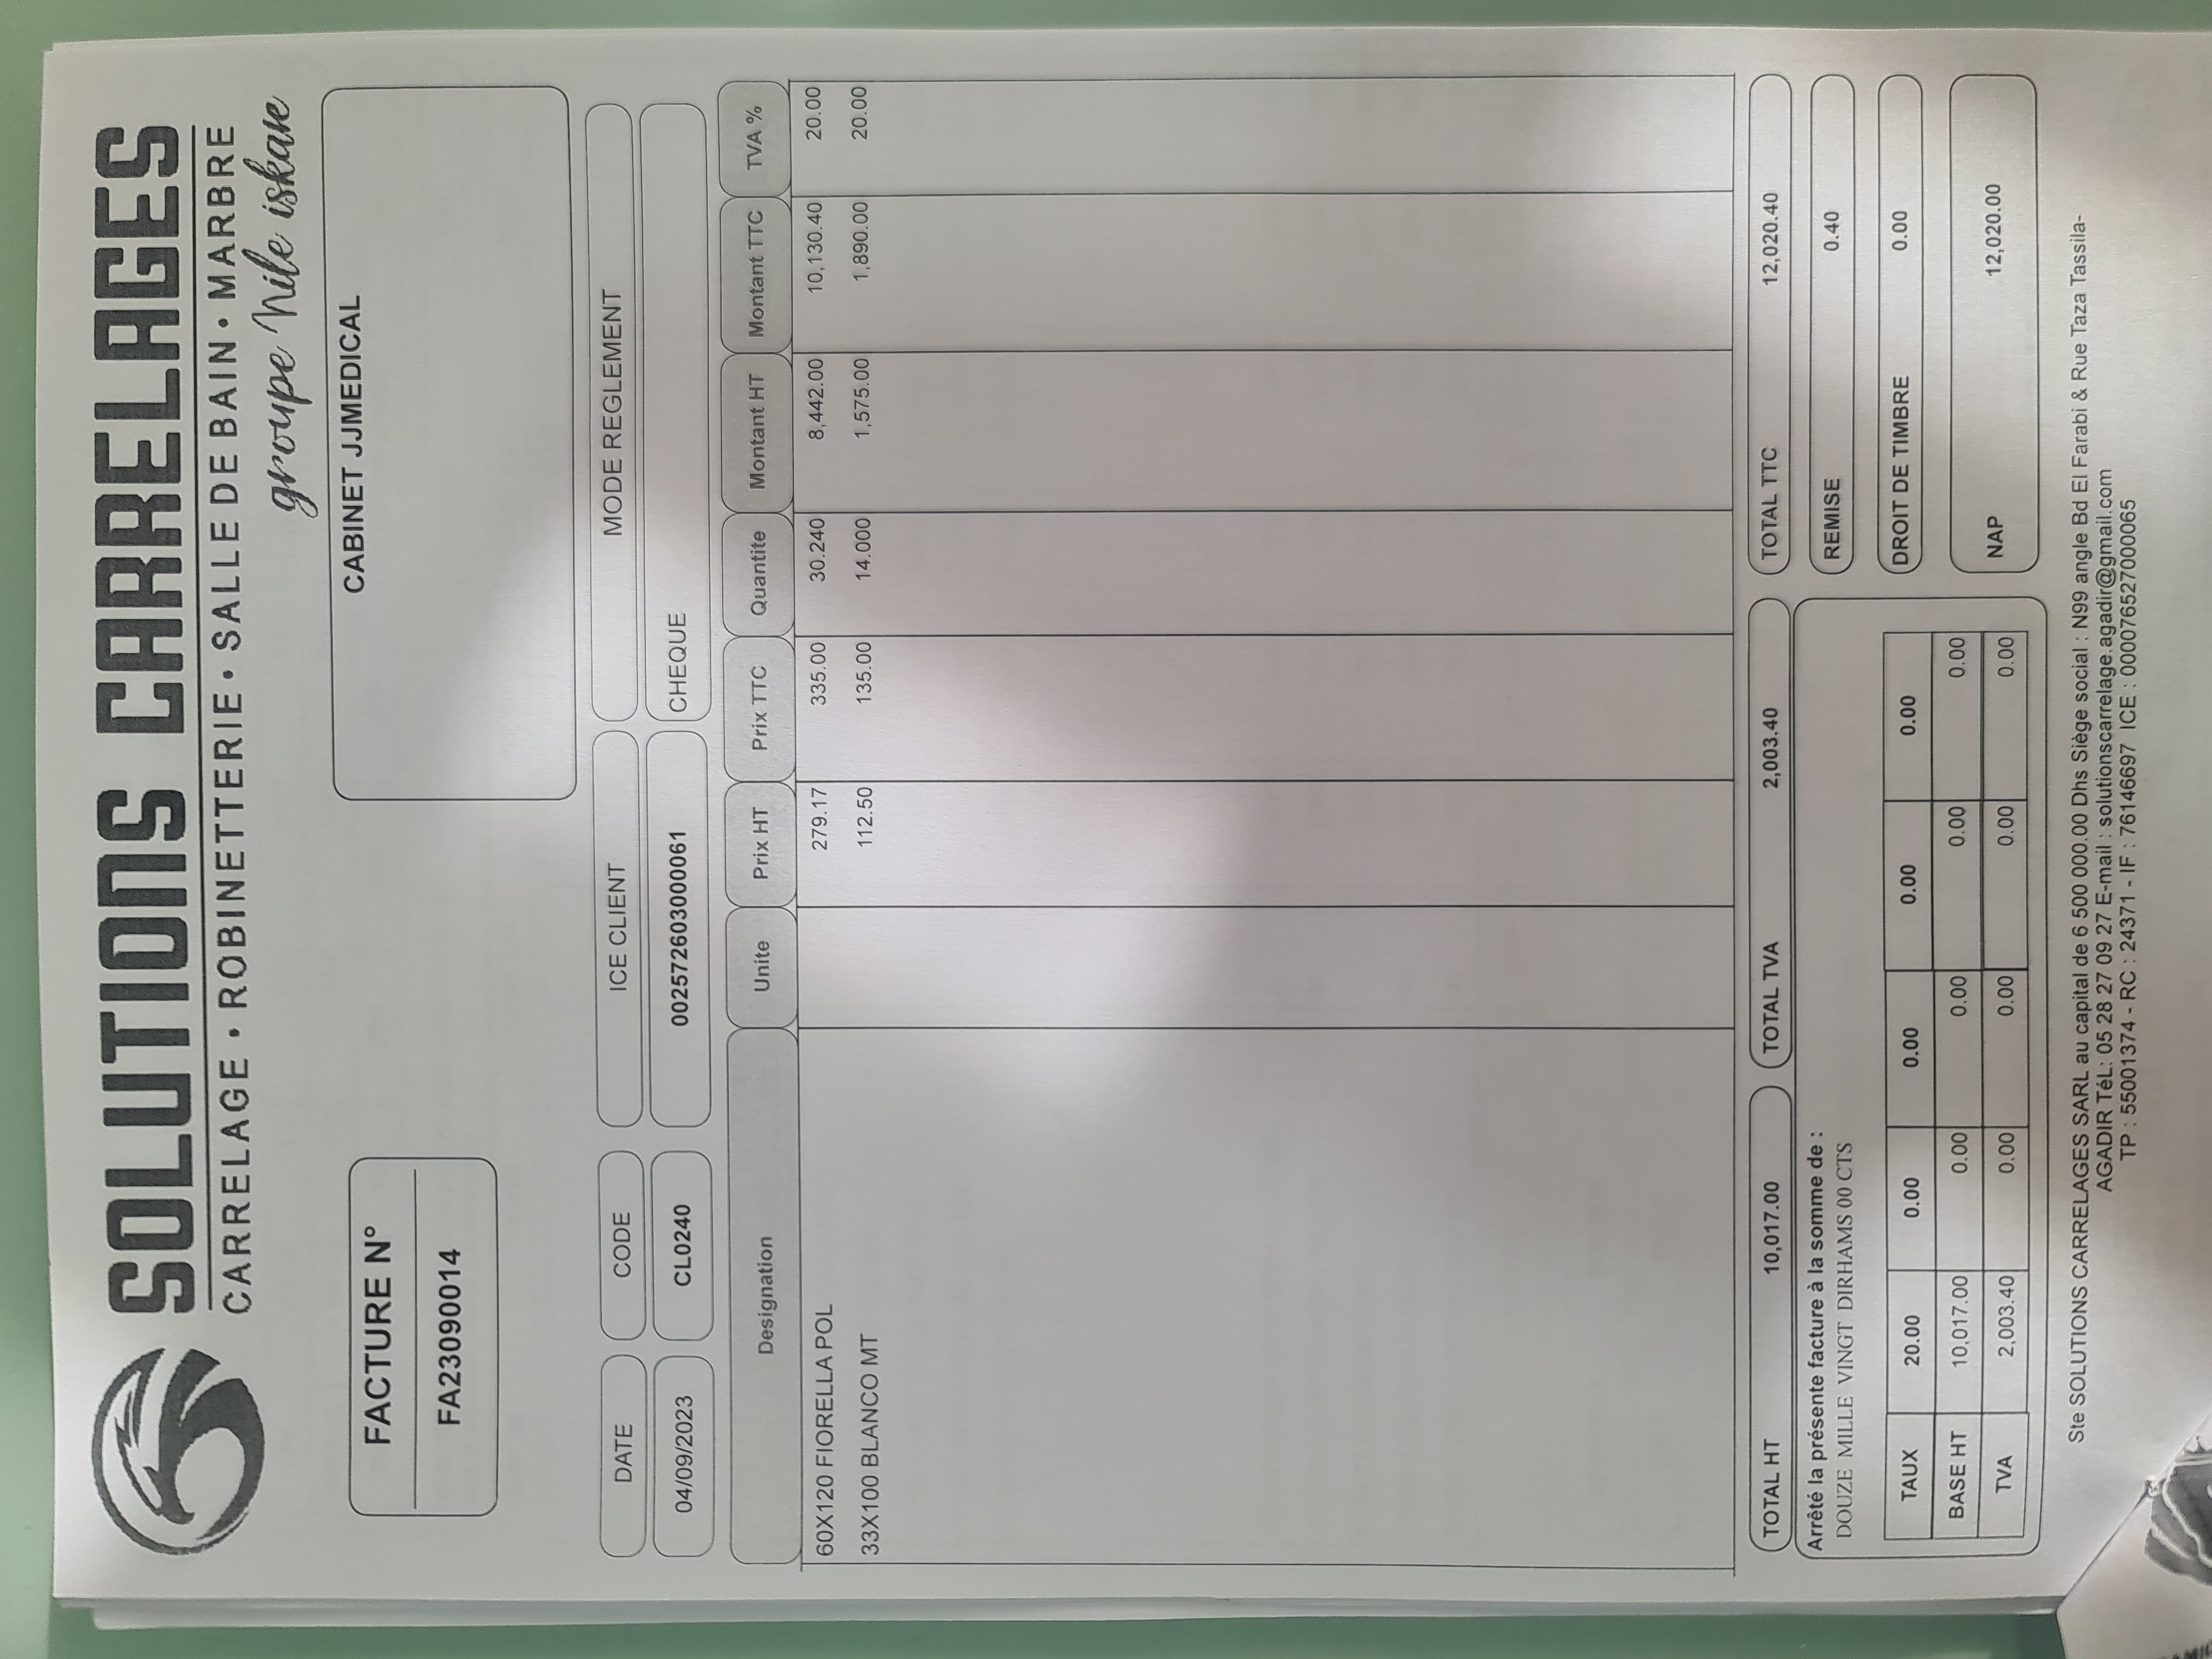 SOLUTIONS CARRELAGES
CARRELAGE • ROBINETTERIE • SALLE DE BAIN • MARBRE
groupe Nile iskane
FACTURE N°
FA23090014
CABINET JJMEDICAL
DATE CODE ICE CLIENT MODE REGLEMENT
04/09/2023 CL0240 002572603000061 CHEQUE
Designation Unite Prix HT Prix TTC Quantite Montant HT Montant TTC TVA %
60X120 FIORELLA POL 279.17 335.00 30.240 8,442.00 10,130.40 20.00
33X100 BLANCO MT 112.50 135.00 14.000 1,575.00 1,890.00 20.00
TOTAL HT 10,017.00 TOTAL TVA 2,003.40 TOTAL TTC 12,020.40
Arrêté la présente facture à la somme de :
DOUZE MILLE VINGT DIRHAMS 00 CTS
REMISE 0.40
TAUX 20.00 0.00 0.00 0.00 0.00
DROIT DE TIMBRE 0.00
BASE HT 10,017.00 0.00 0.00 0.00 0.00
TVA 2,003.40 0.00 0.00 0.00 0.00
NAP 12,020.00
Ste SOLUTIONS CARRELAGES SARL au capital de 6 500 000.00 Dhs Siège social : N99 angle Bd El Farabi & Rue Taza Tassila-
AGADIR TéL: 05 28 27 09 27 E-mail : solutionscarrelage.agadir@gmail.com
TP : 55001374 - RC : 24371 - IF : 76146697 ICE : 000076527000065